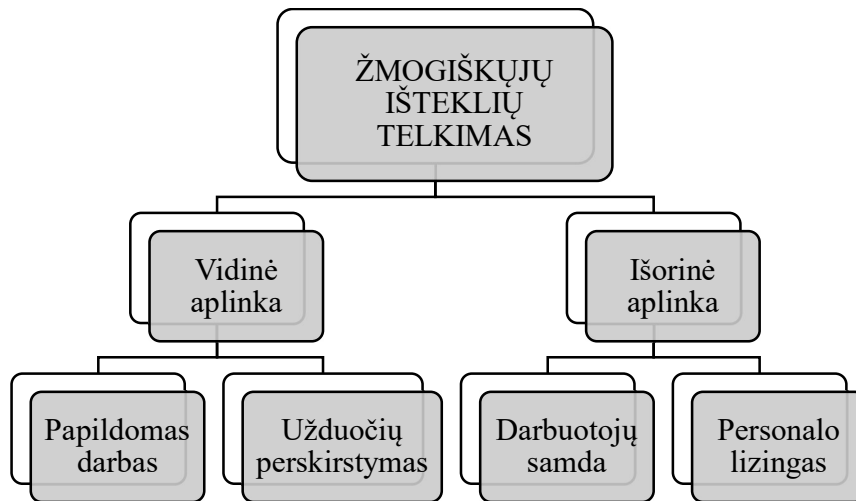 ŽMOGIŠKŲJŲ
IŠTEKLIŲ
TELKIMAS
Vidinė
aplinka
Išorinė
aplinka
Papildomas
darbas
Užduočių
perskirstymas
Darbuotojų
samda
Personalo
lizingas